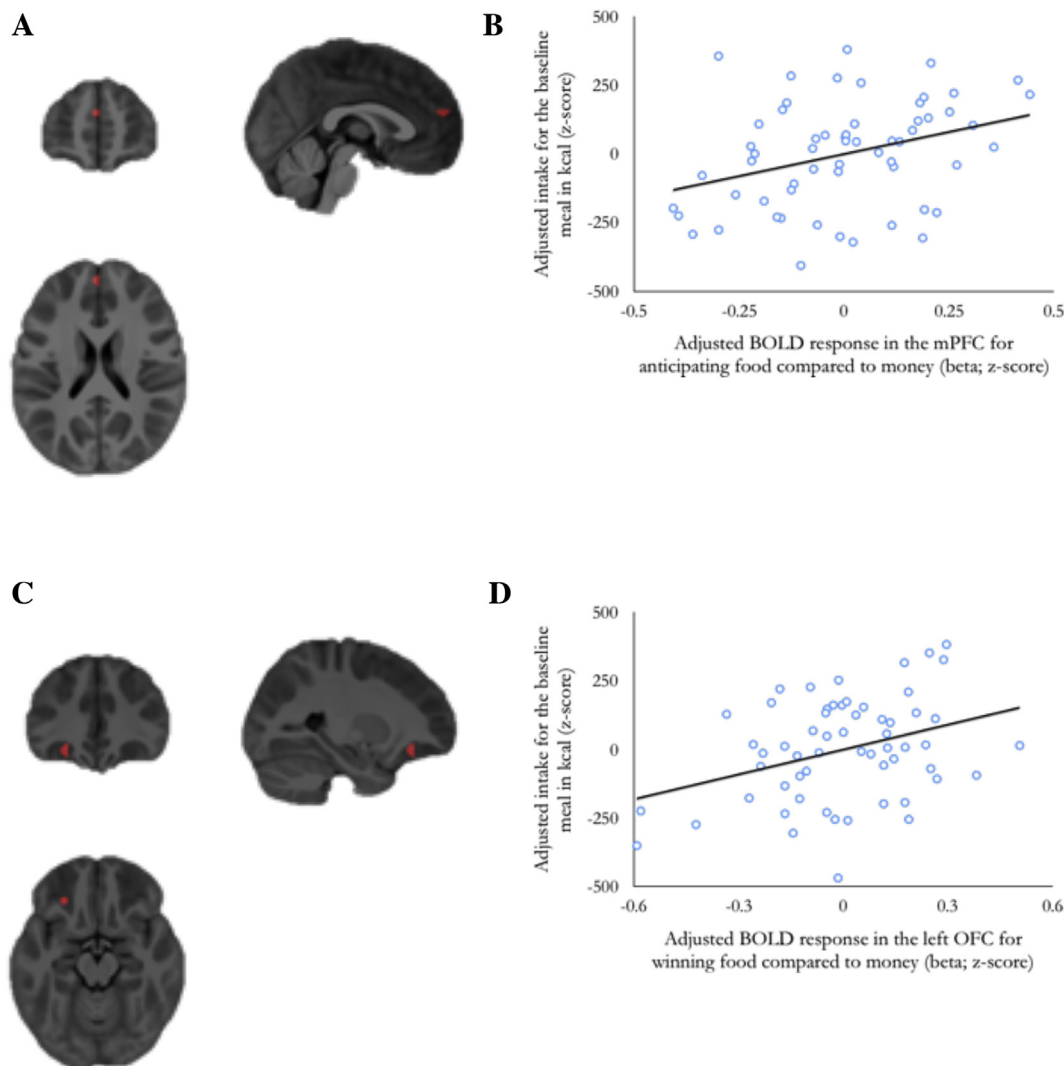 A
B
Adjusted intake for the baseline
meal in kcal (z-score)
500
250
0
-250
-500
-0.5
-0.25
0
0.25
0.5
Adjusted BOLD response in the mPFC for
anticipating food compared to money (beta; z-score)
C
D
Adjusted intake for the baseline
meal in kcal (z-score)
500
250
0
-250
-500
-0.6
-0.3
0
0.3
0.6
Adjusted BOLD response in the left OFC for
winning food compared to money (beta; z-score)